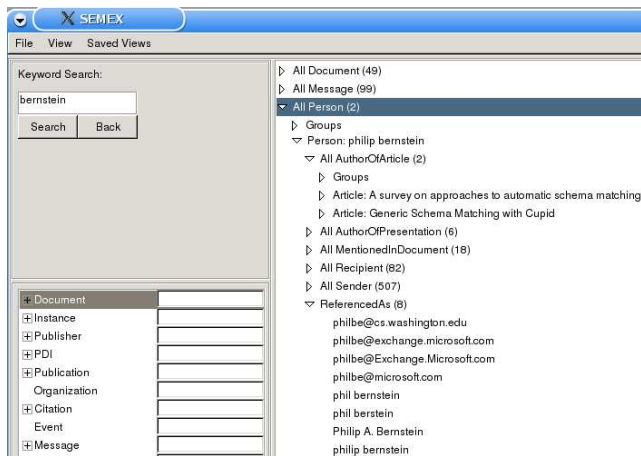 SEMEX
File View Saved Views
Keyword Search:
bernstein
Search Back
Document
Instance
Publisher
PDI
Publication
Organization
Citation
Event
Message
All Document (49)
All Message (99)
All Person (2)
Groups
Person: philip bernstein
All AuthorOfArticle (2)
Groups
Article: A survey on approaches to automatic schema matching
Article: Generic Schema Matching with Cupid
All AuthorOfPresentation (6)
All MentionedInDocument (18)
All Recipient (82)
All Sender (507)
ReferencedAs (8)
philbe@cs.washington.edu
philbe@exchange.microsoft.com
philbe@Exchange.Microsoft.com
philbe@microsoft.com
phil bernstein
phil berstein
Philip A. Bernstein
philip bernstein